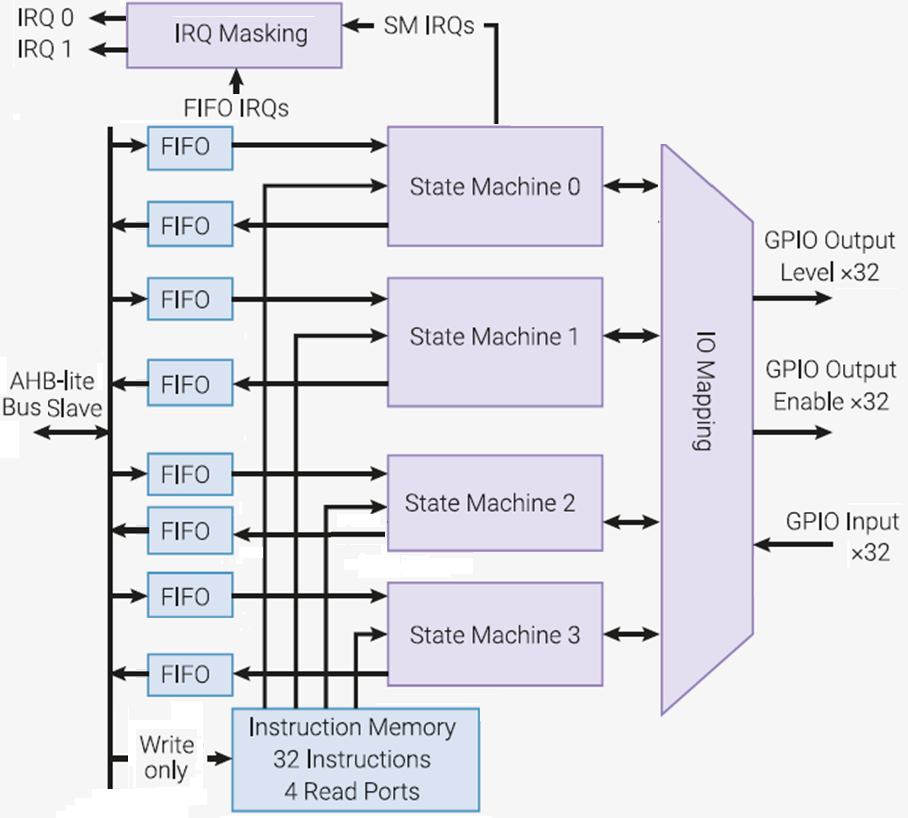 IRQ 0
IRQ 1
IRQ Masking
SM IRQs
FIFO IRQs
FIFO
State Machine 0
FIFO
GPIO Output
Level ×32
FIFO
State Machine 1
IO Mapping
AHB-lite
Bus Slave
FIFO
GPIO Output
Enable ×32
FIFO
State Machine 2
FIFO
GPIO Input
×32
FIFO
State Machine 3
FIFO
Write
only
Instruction Memory
32 Instructions
4 Read Ports